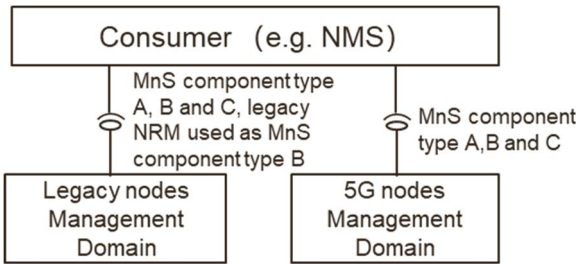 Consumer (e.g. NMS)
MnS component type
A, B and C, legacy
NRM used as MnS
component type B
MnS component
type A,B and C
Legacy nodes
Management
Domain
5G nodes
Management
Domain